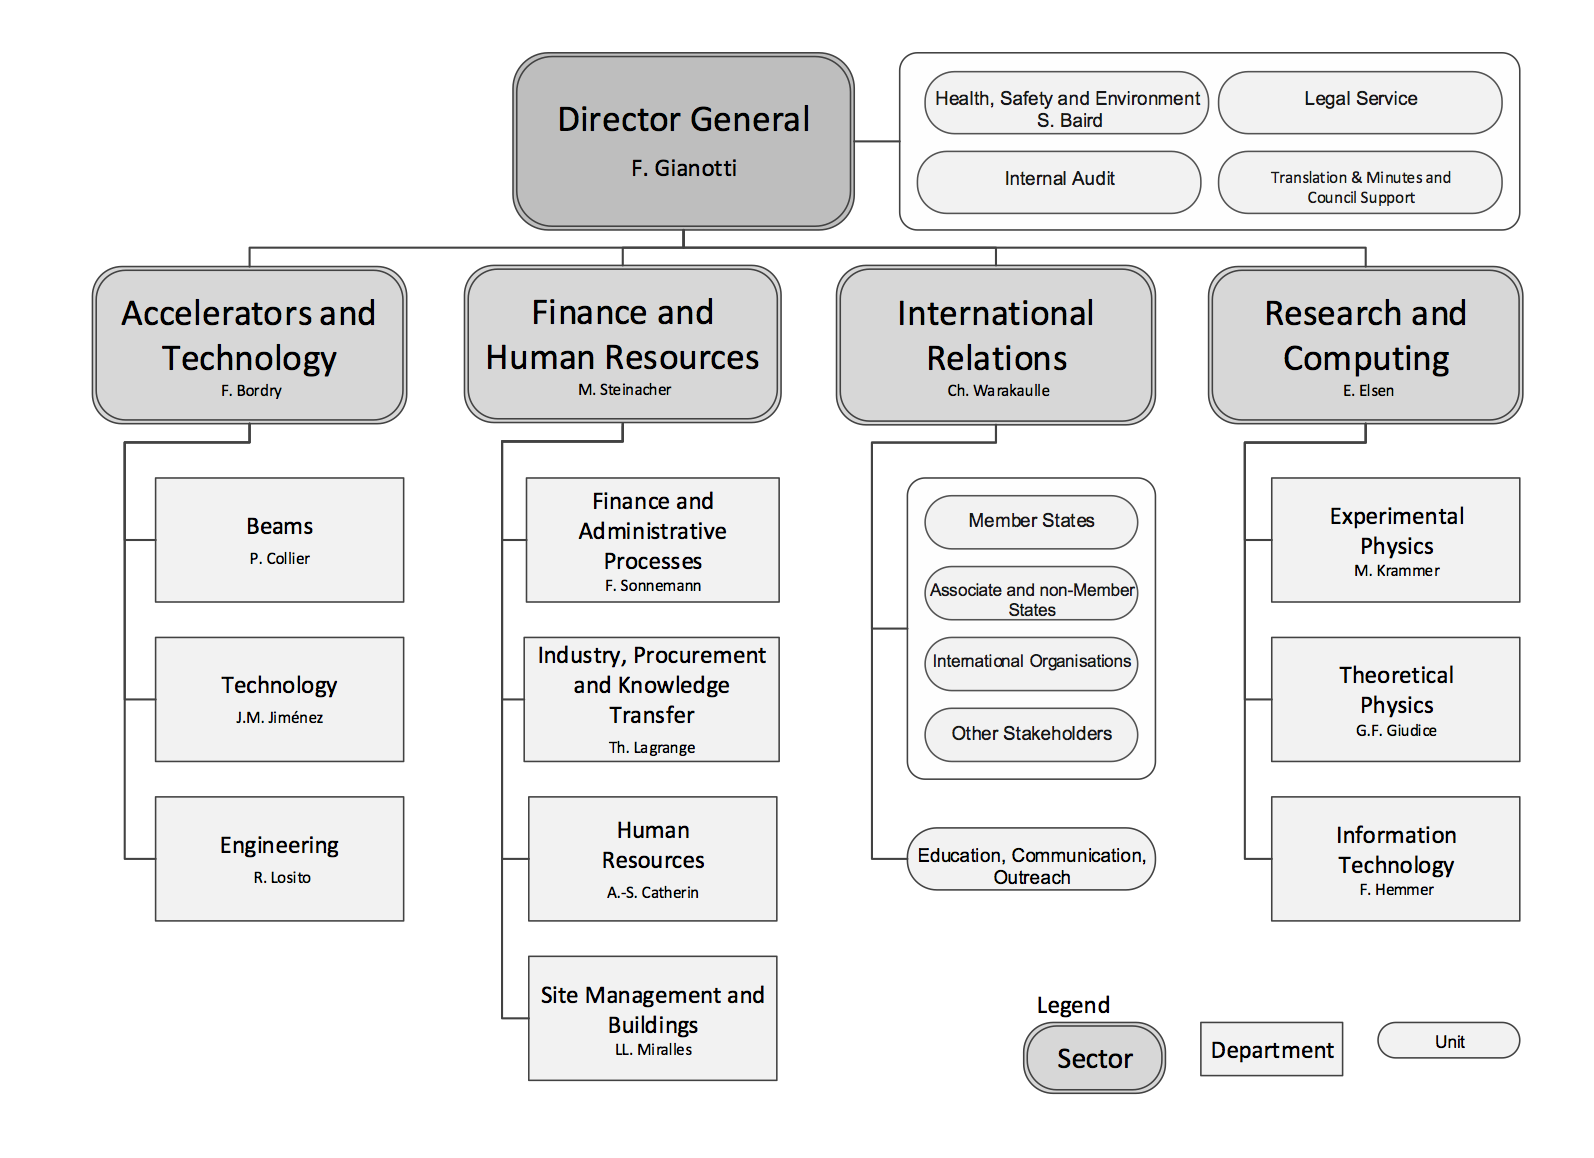 Director General
F. Gianotti
Health, Safety and Environment
S. Baird
Legal Service
Internal Audit
Translation & Minutes and
Council Support
Accelerators and
Technology
F. Bordry
Finance and
Human Resources
M. Steinacher
International
Relations
Ch. Warakaulle
Research and
Computing
E. Elsen
Beams
P. Collier
Technology
J.M. Jiménez
Engineering
R. Losito
Finance and
Administrative
Processes
F. Sonnemann
Industry, Procurement
and Knowledge
Transfer
Th. Lagrange
Human
Resources
A.-S. Catherin
Site Management and
Buildings
LL. Miralles
Member States
Associate and non-Member
States
International Organisations
Other Stakeholders
Education, Communication,
Outreach
Experimental
Physics
M. Krammer
Theoretical
Physics
G.F. Giudice
Information
Technology
F. Hemmer
Legend
Sector
Department
Unit